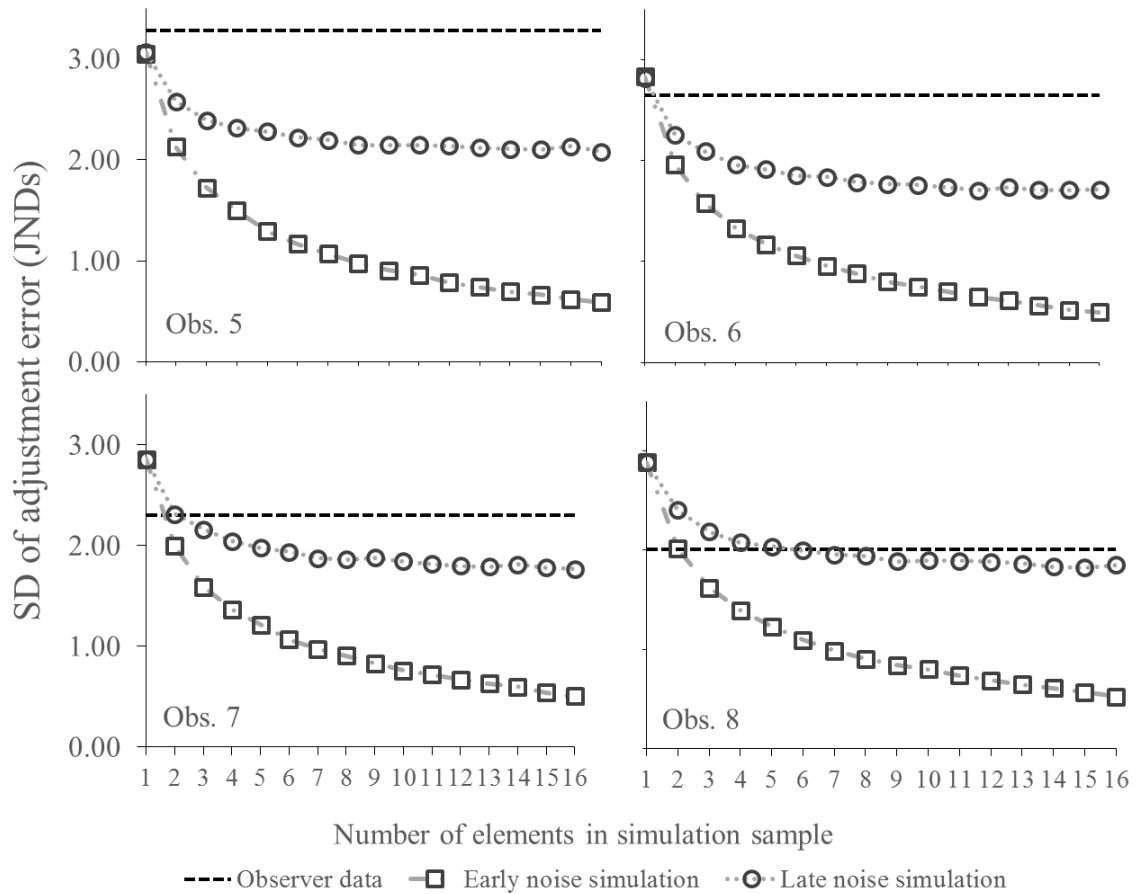 SD of adjustment error (JNDs)
3.00
2.00
1.00
0.00
Obs. 5
Obs. 6
3.00
2.00
1.00
0.00
Obs. 7
Obs. 8
1 2 3 4 5 6 7 8 9 10 11 12 13 14 15 16
1 2 3 4 5 6 7 8 9 10 11 12 13 14 15 16
Number of elements in simulation sample
Observer data Early noise simulation Late noise simulation